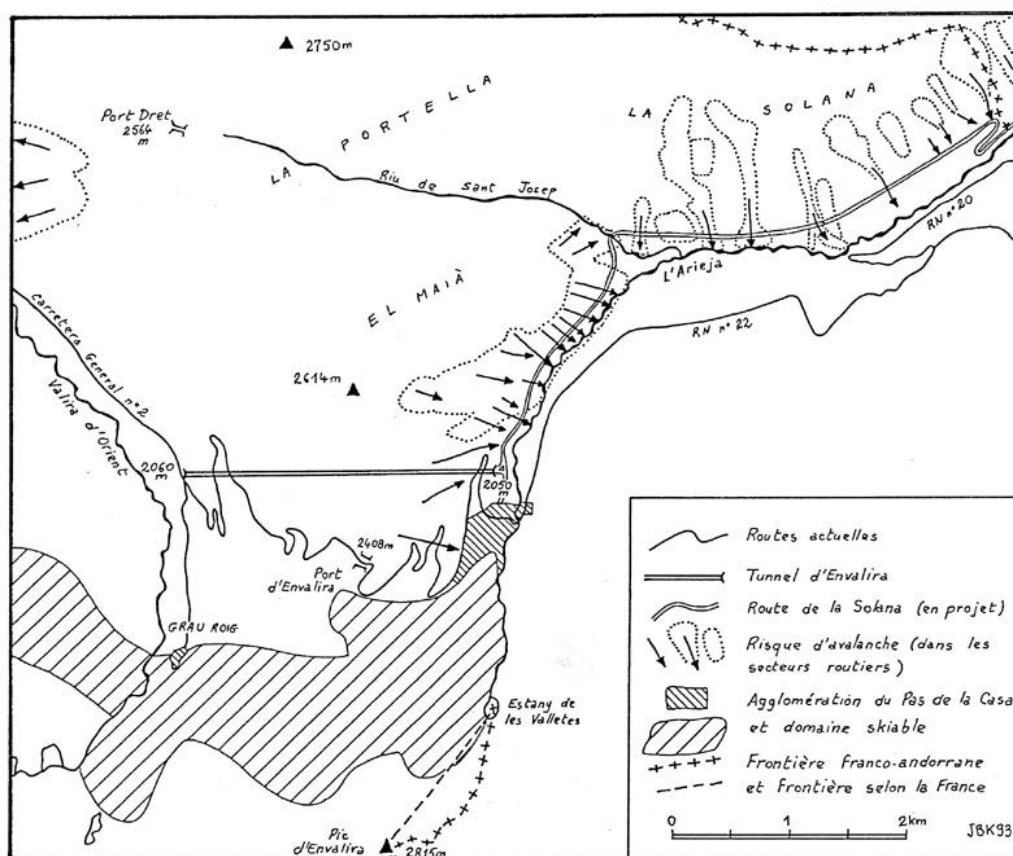 2750m
Port Dret
2564
m
LA PORTELLA
LA SOLANA
Riu de sant Jocep
RN n°20
L'Arieja
EL MAIÀ
RN n° 22
Carretera General n°2
Valira d'Orient
2614m
2060
m
2050
m
2408m
Port
d'Envalira
GRAU ROIG
Estany de
les Valletes
Pic
d'Envalira
2815m
Routes actuelles
Tunnel d'Envalira
Route de la Solana (en projet)
Risque d'avalanche (dans les
secteurs routiers)
Agglomération du Pas de la Casa
et domaine skiable
Frontière franco-andorrane
et frontière selon la France
0 1 2km
JBK93